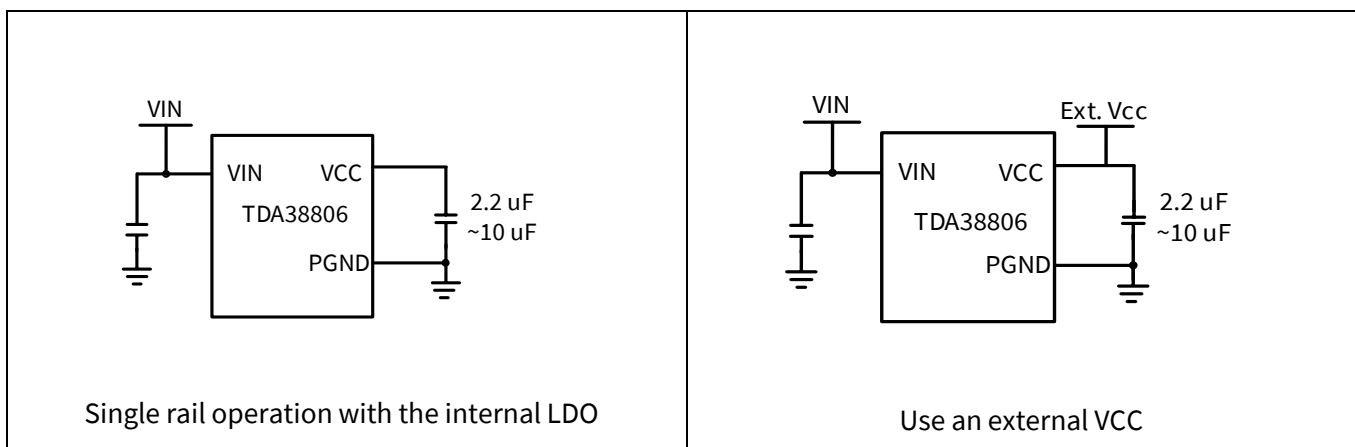 VIN
VIN
VCC
TDA38806
PGND
2.2 uF
~10 uF
Single rail operation with the internal LDO
VIN
Ext. Vcc
VIN
VCC
TDA38806
PGND
2.2 uF
~10 uF
Use an external VCC